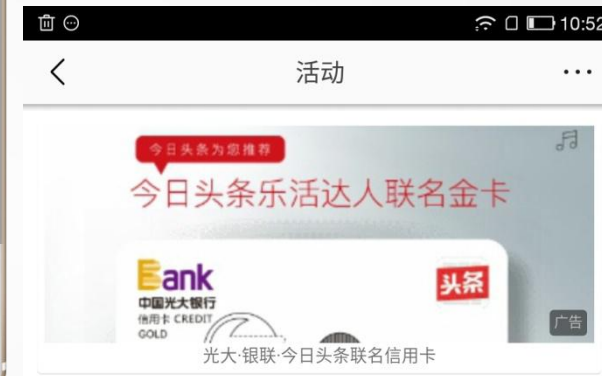 10:52
活动
今日头条为您推荐
今日头条乐活达人联名金卡
Bank
头条
中国光大银行
信用卡 CREDIT
GOLD
广告
光大·银联·今日头条联名信用卡